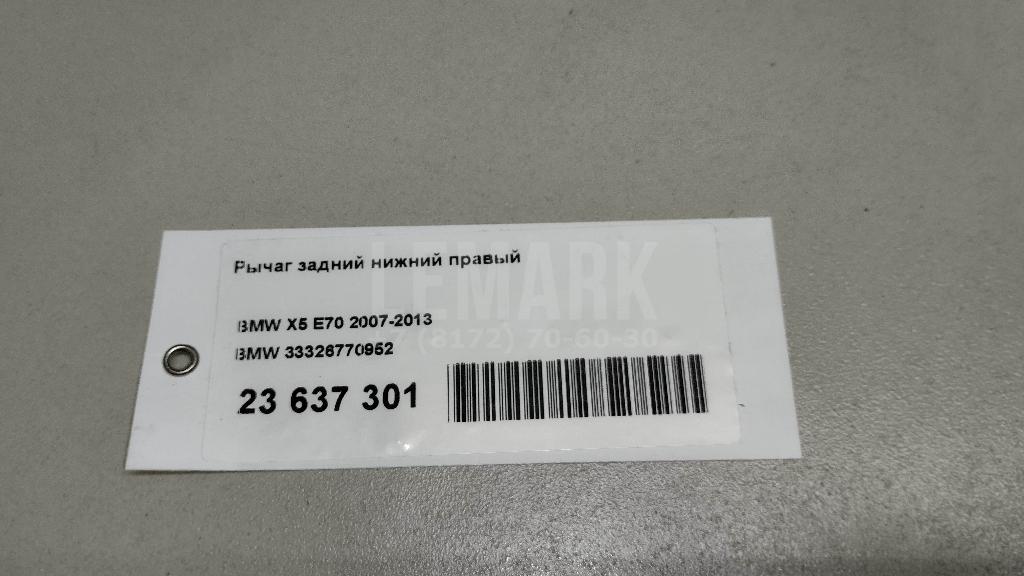 Рычаг задний нижний правый
LEMARK
BMW X5 E70 2007-2013
7 (8172) 70-60-30
BMW 33326770952
23 637 301